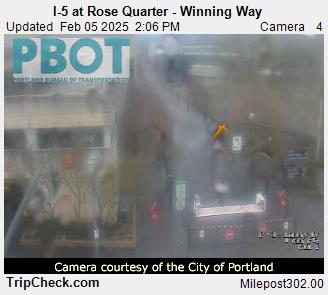 I-5 at Rose Quarter - Winning Way
Updated Feb 05 2025 2:06 PM Camera 4
PBOT
PORTLAND BUREAU OF TRANSPORTATION
Camera courtesy of the City of Portland
TripCheck.com Milepost302.00